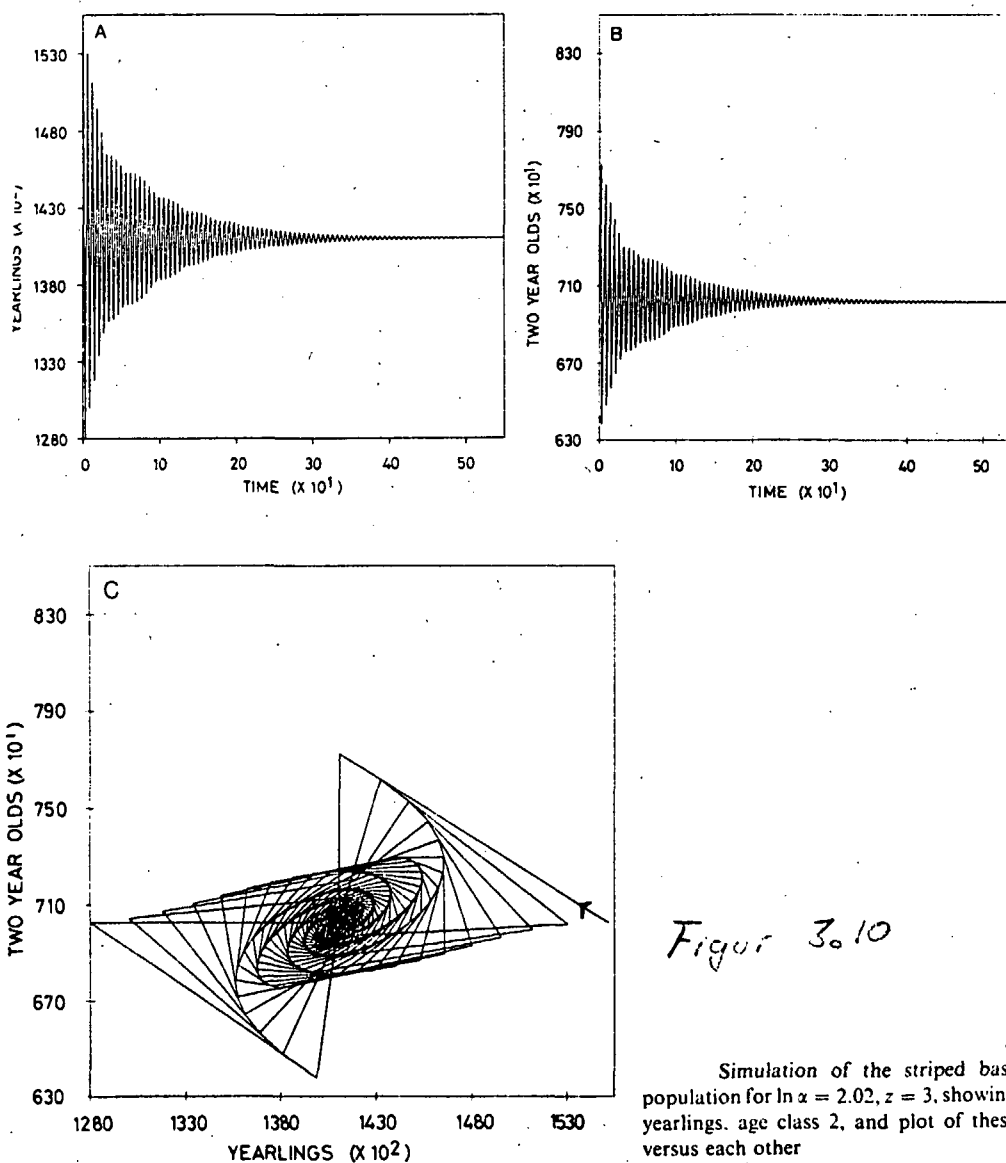 A
1530
1480
1430
1380
1330
1280
0 10 20 30 40 50
TIME (X 10¹)
B
TWO YEAR OLDS (X 10¹)
830
790
750
710
670
630
0 10 20 30 40 50
TIME (X 10¹)
C
TWO YEAR OLDS (X 10¹)
830
790
750
710
670
630
1280 1330 1380 1430 1480 1530
YEARLINGS (X 10²)
Figur 3.10
Simulation of the striped bas
population for ln α = 2.02, z = 3, showin
yearlings. age class 2, and plot of thes
versus each other